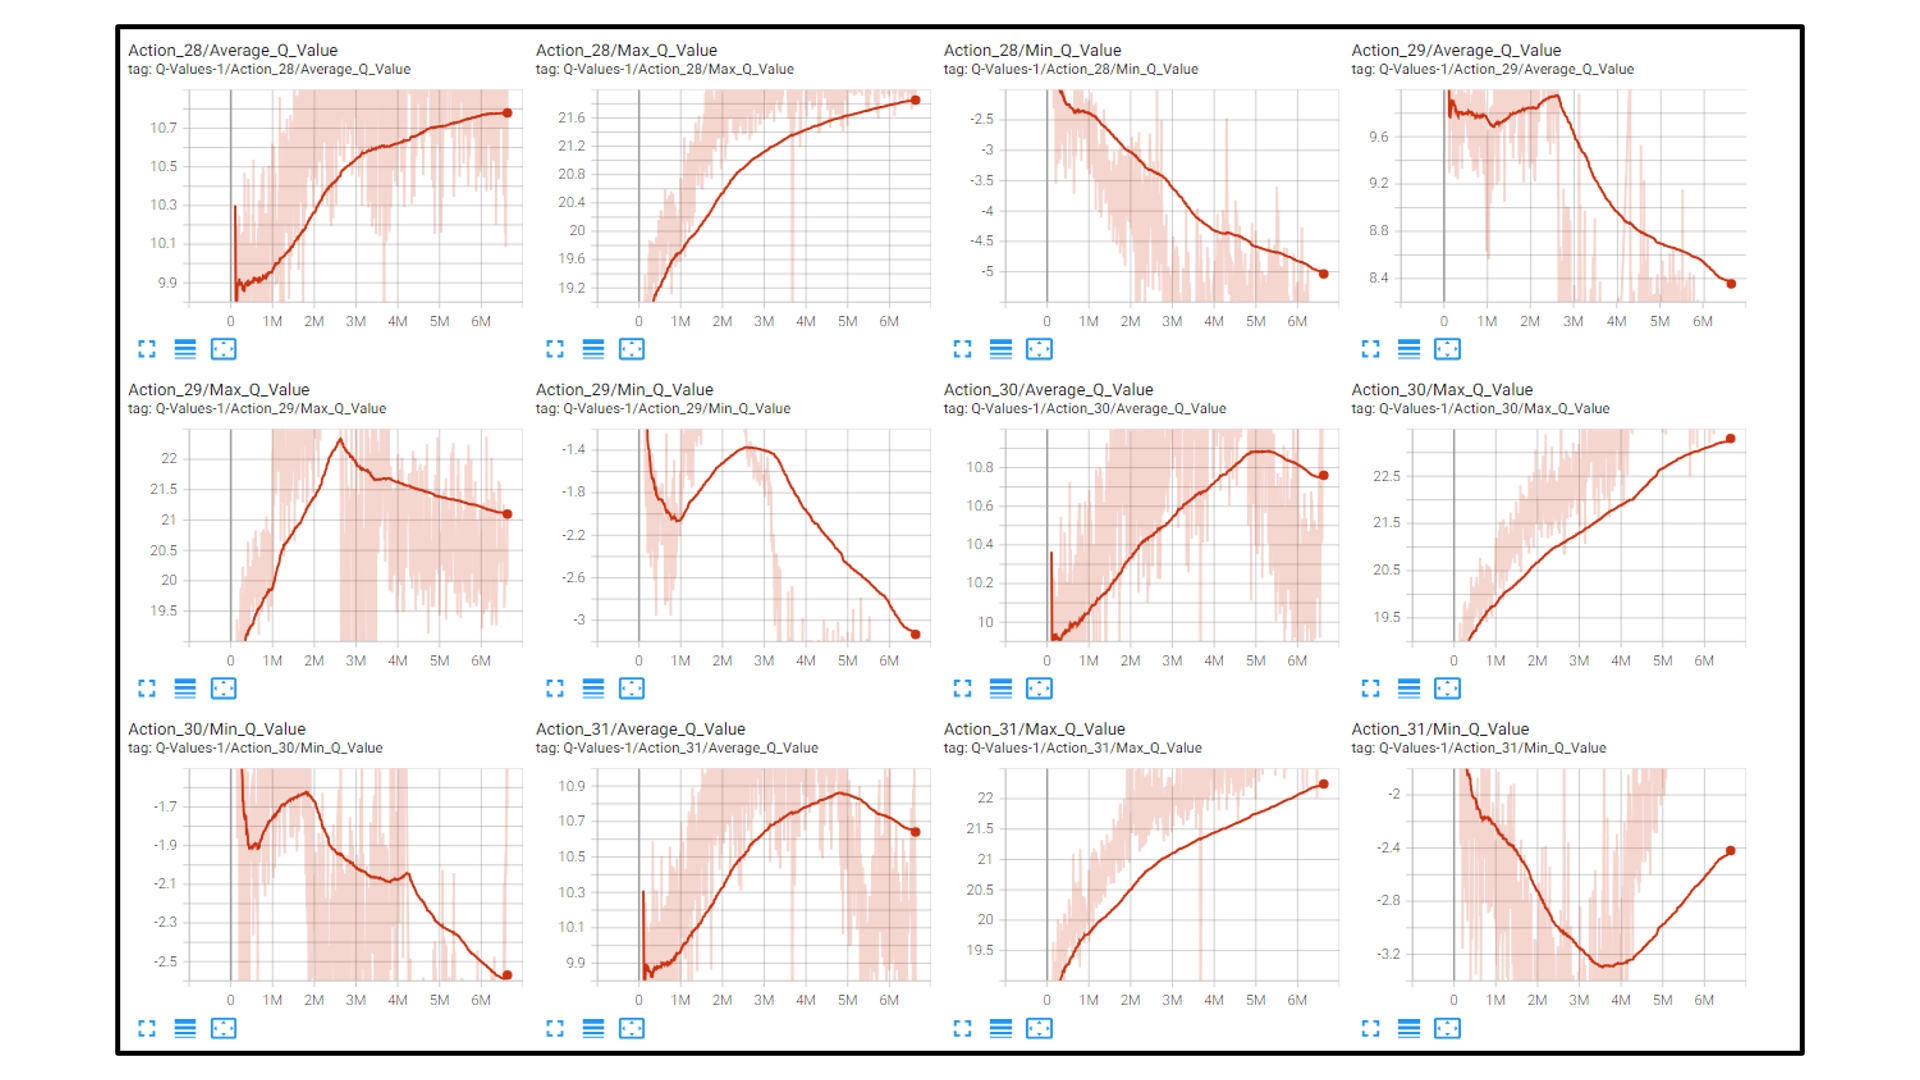 Action_28/Average_Q_Value
tag: Q-Values-1/Action_28/Average_Q_Value
10.7
10.5
10.3
10.1
9.9
0 1M 2M 3M 4M 5M 6M
Action_28/Max_Q_Value
tag: Q-Values-1/Action_28/Max_Q_Value
21.6
21.2
20.8
20.4
20
19.6
19.2
0 1M 2M 3M 4M 5M 6M
Action_28/Min_Q_Value
tag: Q-Values-1/Action_28/Min_Q_Value
-2.5
-3
-3.5
-4
-4.5
-5
0 1M 2M 3M 4M 5M 6M
Action_29/Average_Q_Value
tag: Q-Values-1/Action_29/Average_Q_Value
9.6
9.2
8.8
8.4
0 1M 2M 3M 4M 5M 6M
Action_29/Max_Q_Value
tag: Q-Values-1/Action_29/Max_Q_Value
22
21.5
21
20.5
20
19.5
0 1M 2M 3M 4M 5M 6M
Action_29/Min_Q_Value
tag: Q-Values-1/Action_29/Min_Q_Value
-1.4
-1.8
-2.2
-2.6
-3
0 1M 2M 3M 4M 5M 6M
Action_30/Average_Q_Value
tag: Q-Values-1/Action_30/Average_Q_Value
10.8
10.6
10.4
10.2
10
0 1M 2M 3M 4M 5M 6M
Action_30/Max_Q_Value
tag: Q-Values-1/Action_30/Max_Q_Value
22.5
21.5
20.5
19.5
0 1M 2M 3M 4M 5M 6M
Action_30/Min_Q_Value
tag: Q-Values-1/Action_30/Min_Q_Value
-1.7
-1.9
-2.1
-2.3
-2.5
0 1M 2M 3M 4M 5M 6M
Action_31/Average_Q_Value
tag: Q-Values-1/Action_31/Average_Q_Value
10.9
10.7
10.5
10.3
10.1
9.9
0 1M 2M 3M 4M 5M 6M
Action_31/Max_Q_Value
tag: Q-Values-1/Action_31/Max_Q_Value
22
21.5
21
20.5
20
19.5
0 1M 2M 3M 4M 5M 6M
Action_31/Min_Q_Value
tag: Q-Values-1/Action_31/Min_Q_Value
-2
-2.4
-2.8
-3.2
0 1M 2M 3M 4M 5M 6M